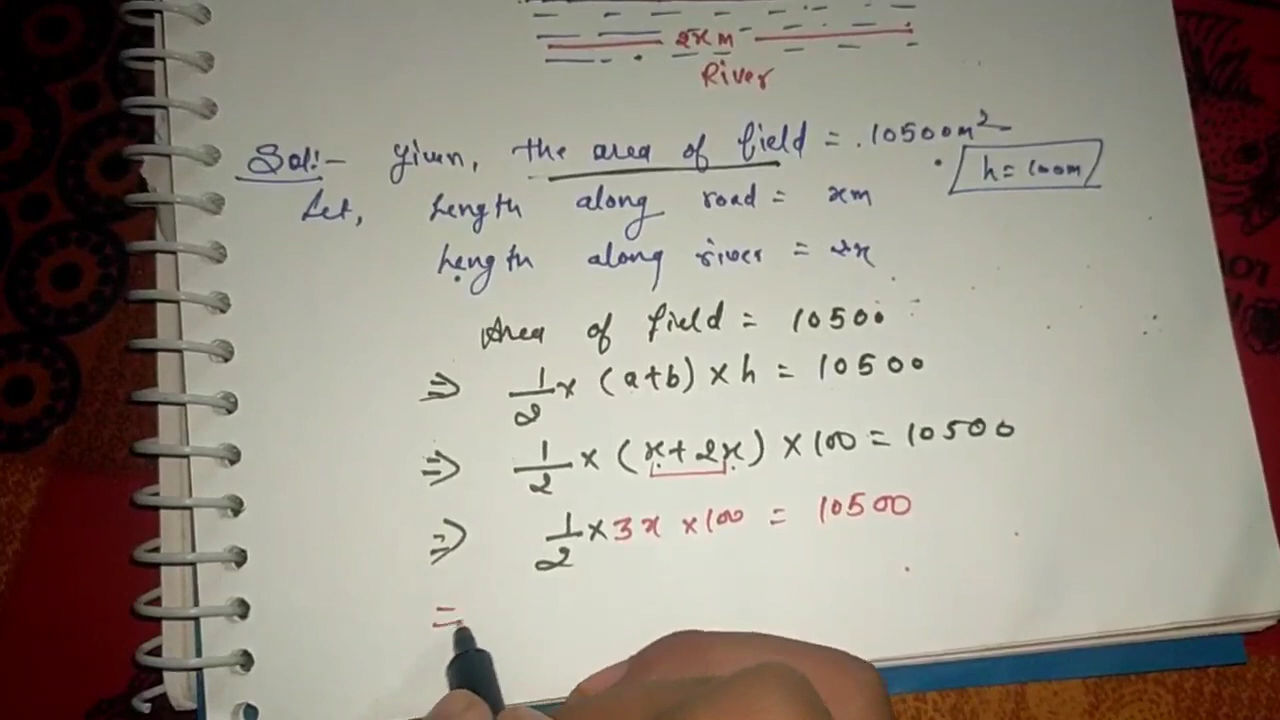 2x m
River
Sol:- Given, the area of field = 10500m²
h = 100m
Let, Length along road = xm
Length along river = 2x
Area of field = 10500
⇒ 1/2 × (a+b) × h = 10500
⇒ 1/2 × (x+2x) × 100 = 10500
⇒ 1/2 × 3x × 100 = 10500
=